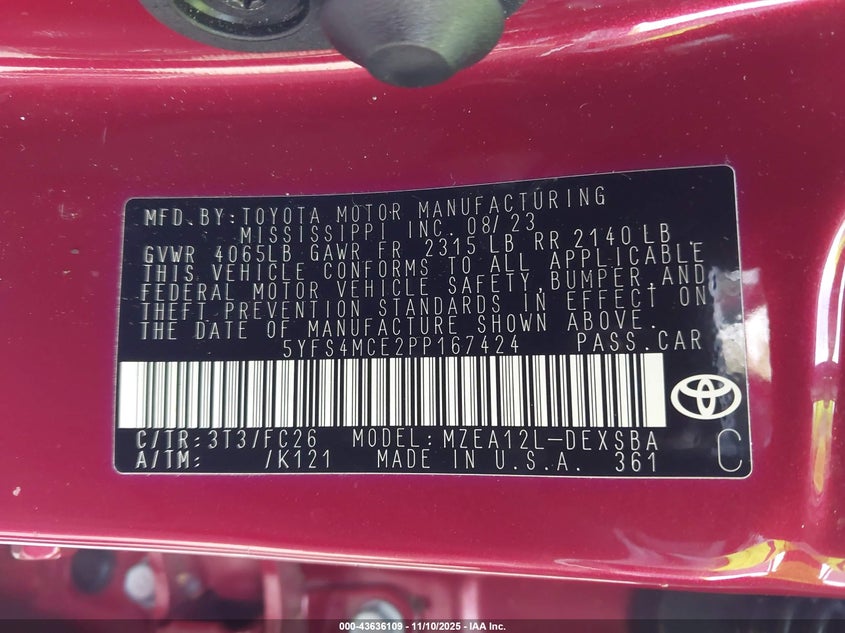 MFD.BY:TOYOTA MOTOR MANUFACTURING
MISSISSIPPI INC. 08/23
GVWR 4065LB GAWR FR 2315LB RR 2140LB.
THIS VEHICLE CONFORMS TO ALL APPLICABLE
FEDERAL MOTOR VEHICLE SAFETY,BUMPER,AND
THEFT PREVENTION STANDARDS IN EFFECT ON
THE DATE OF MANUFACTURE SHOWN ABOVE.
5YFS4MCE2PP167424 PASS.CAR
C/TR:3T3/FC26 MODEL:MZEA12L-DEXSBA
A/TM: /K121 MADE IN U.S.A. 361 C
000-43636109 - 11/10/2025 - IAA Inc.